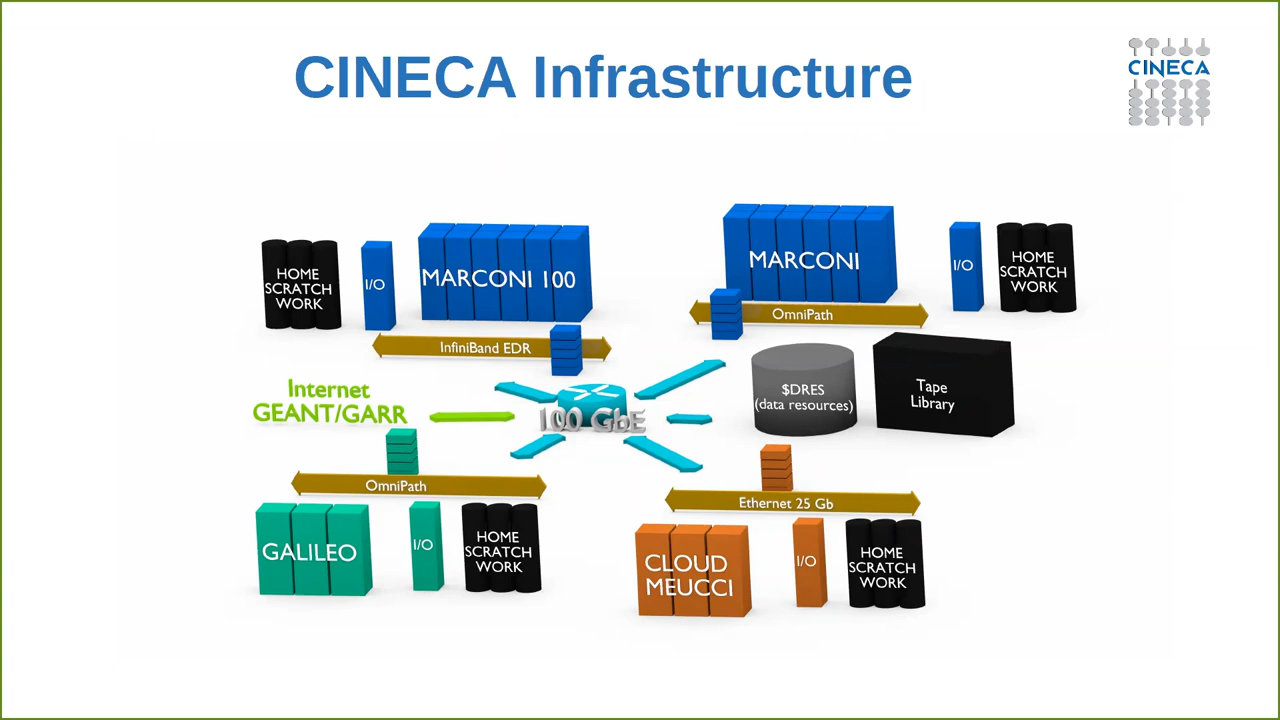 CINECA Infrastructure
CINECA
HOME
SCRATCH
WORK
I/O
MARCONI 100
MARCONI
I/O
HOME
SCRATCH
WORK
InfiniBand EDR
OmniPath
Internet
GEANT/GARR
100 GbE
$DRES
(data resources)
Tape
Library
OmniPath
Ethernet 25 Gb
GALILEO
I/O
HOME
SCRATCH
WORK
CLOUD
MEUCCI
I/O
HOME
SCRATCH
WORK